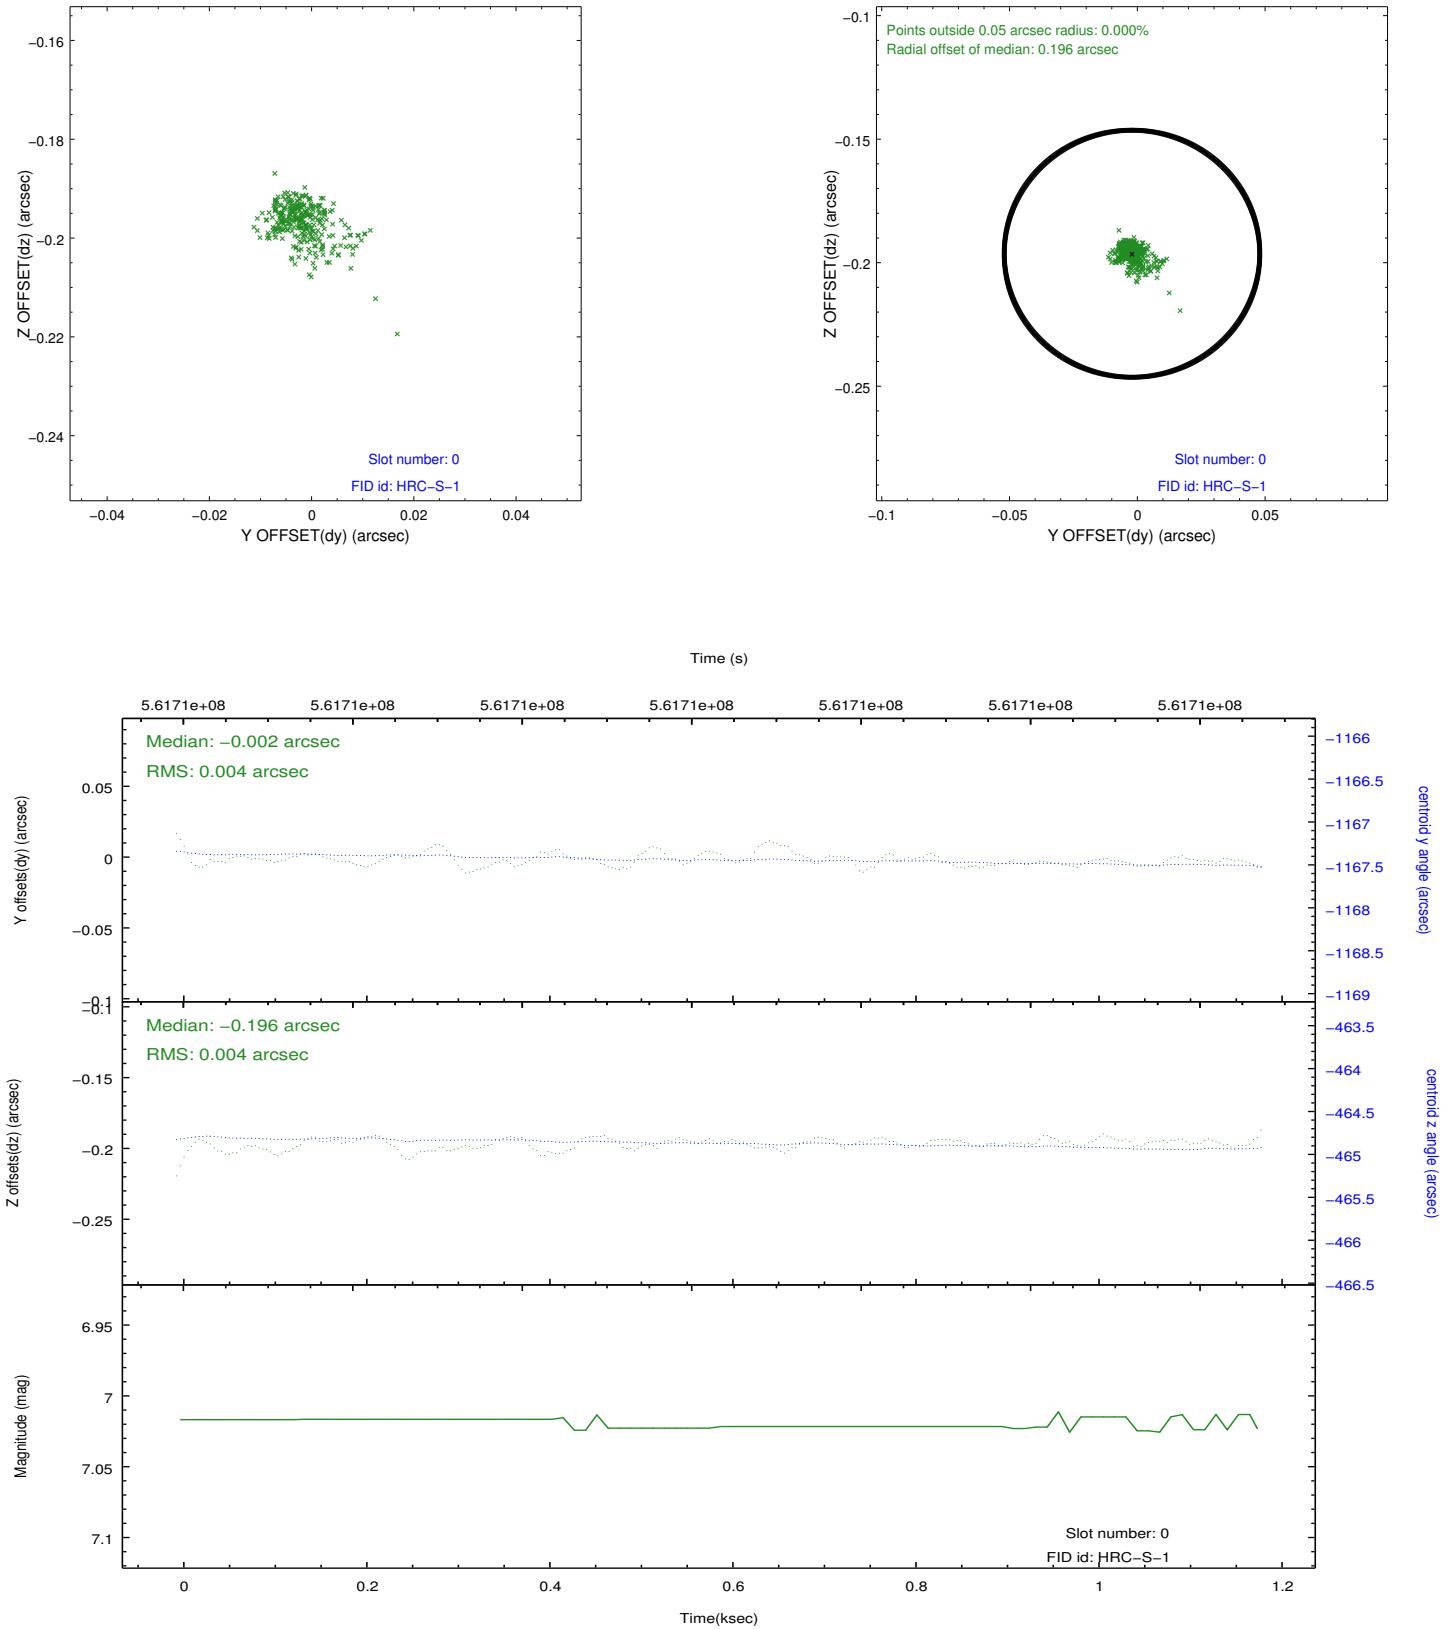 −0.16
−0.18
−0.2
−0.22
−0.24
Z OFFSET(dz) (arcsec)
Slot number: 0
FID id: HRC−S−1
−0.04
−0.02
0
0.02
0.04
Y OFFSET(dy) (arcsec)
−0.1
−0.15
−0.2
−0.25
Z OFFSET(dz) (arcsec)
Points outside 0.05 arcsec radius: 0.000%
Radial offset of median: 0.196 arcsec
Slot number: 0
FID id: HRC−S−1
−0.1
−0.05
0
0.05
Y OFFSET(dy) (arcsec)
Time (s)
5.6171e+08
5.6171e+08
5.6171e+08
5.6171e+08
5.6171e+08
5.6171e+08
5.6171e+08
Median: −0.002 arcsec
RMS: 0.004 arcsec
0.05
0
−0.05
−0.1
Y offsets(dy) (arcsec)
−1166
−1166.5
−1167
−1167.5
−1168
−1168.5
−1169
centroid y angle (arcsec)
Median: −0.196 arcsec
RMS: 0.004 arcsec
−0.1
−0.15
−0.2
−0.25
Z offsets(dz) (arcsec)
−463.5
−464
−464.5
−465
−465.5
−466
−466.5
centroid z angle (arcsec)
6.95
7
7.05
7.1
Magnitude (mag)
Slot number: 0
FID id: HRC−S−1
0
0.2
0.4
0.6
0.8
1
1.2
Time(ksec)